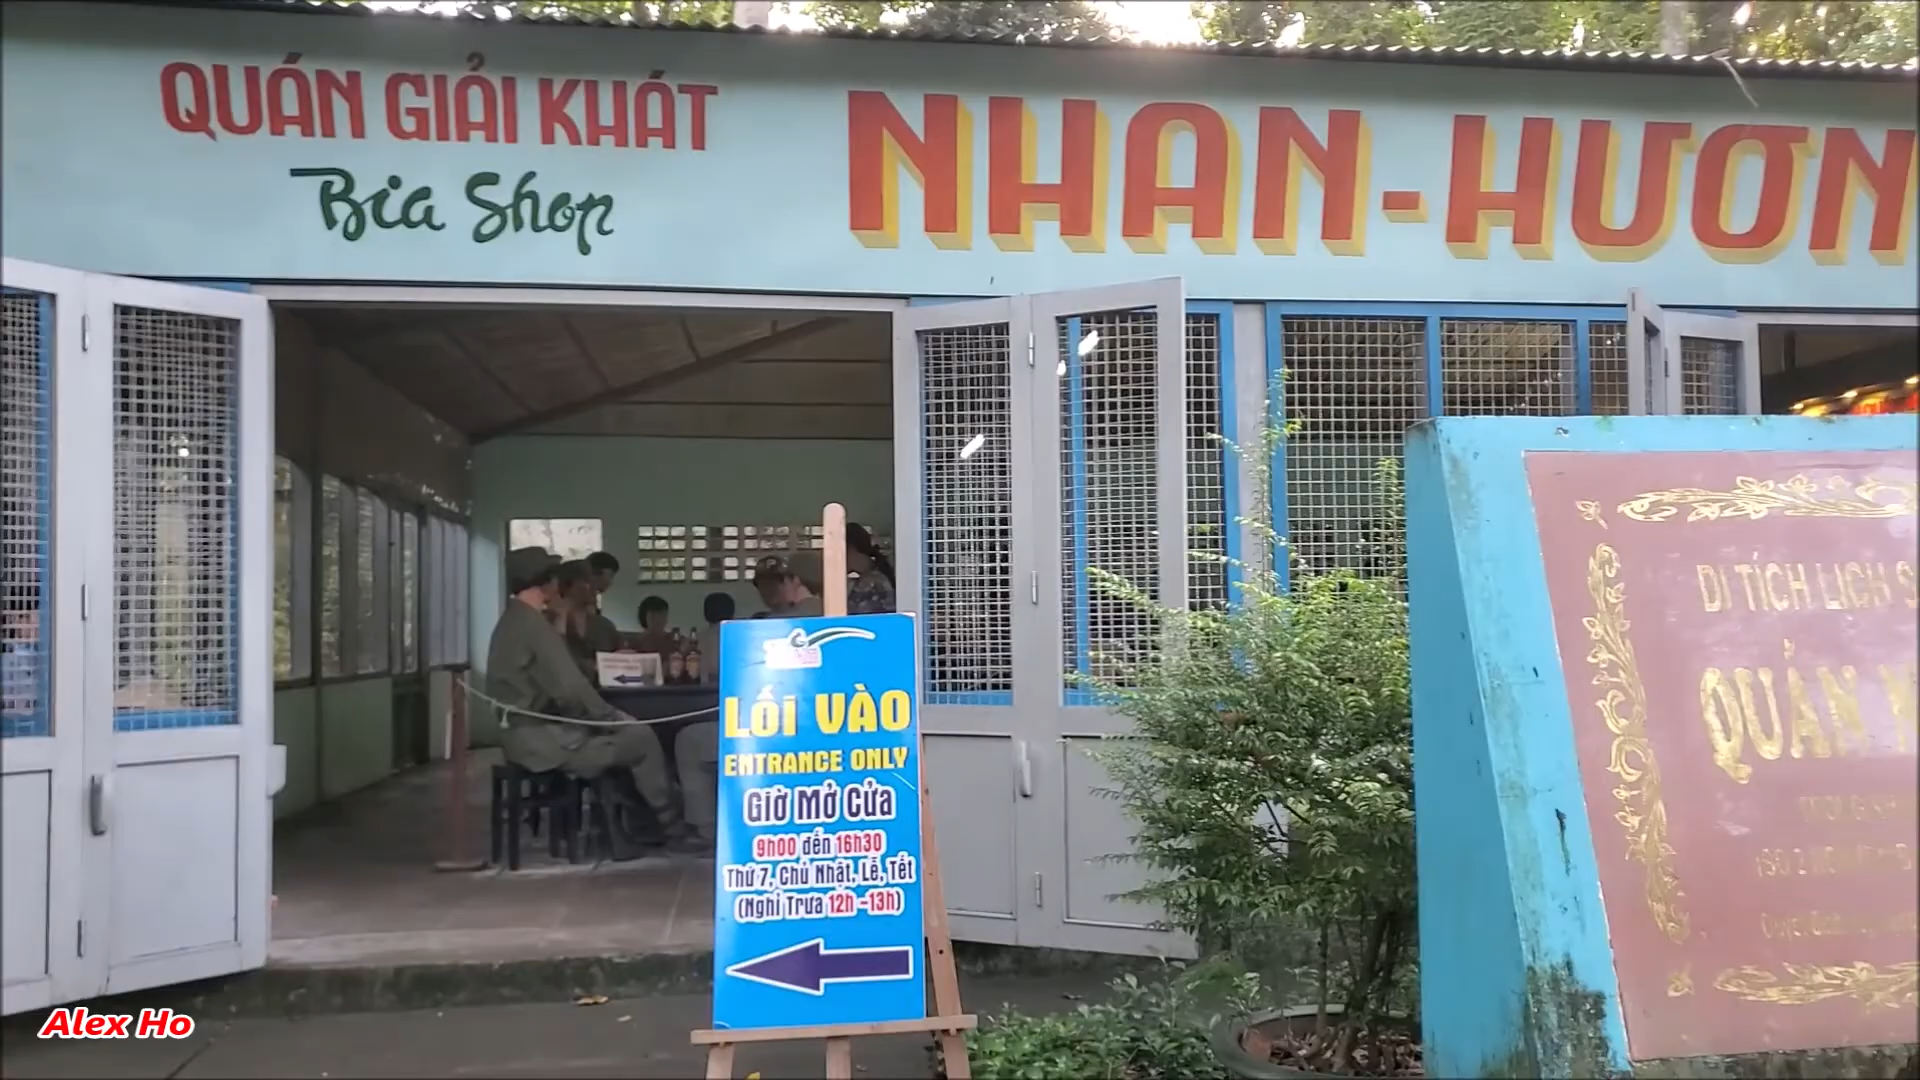 QUÁN GIẢI KHÁT
Bia Shop
NHAN-HƯƠN
LỐI VÀO
ENTRANCE ONLY
Giờ Mở Cửa
9h00 đến 16h30
Thứ 7, Chủ Nhật, Lễ, Tết
(Nghỉ Trưa 12h -13h)
DI TÍCH LỊCH S
QUÁN N
Alex Ho